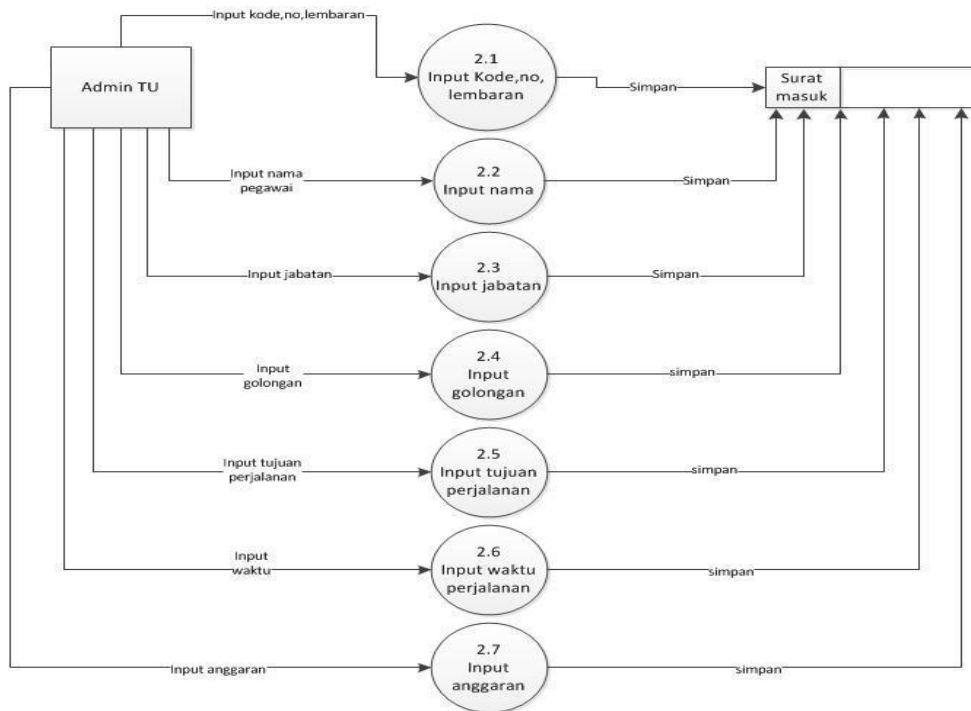 Input kode,no,lembaran
Admin TU
2.1
Input Kode,no,
lembaran
Simpan
Surat
masuk
Input nama
pegawai
2.2
Input nama
Simpan
Input jabatan
2.3
Input jabatan
Simpan
Input
golongan
2.4
Input
golongan
simpan
Input tujuan
perjalanan
2.5
Input tujuan
perjalanan
simpan
Input
waktu
2.6
Input waktu
perjalanan
simpan
Input anggaran
2.7
Input
anggaran
simpan